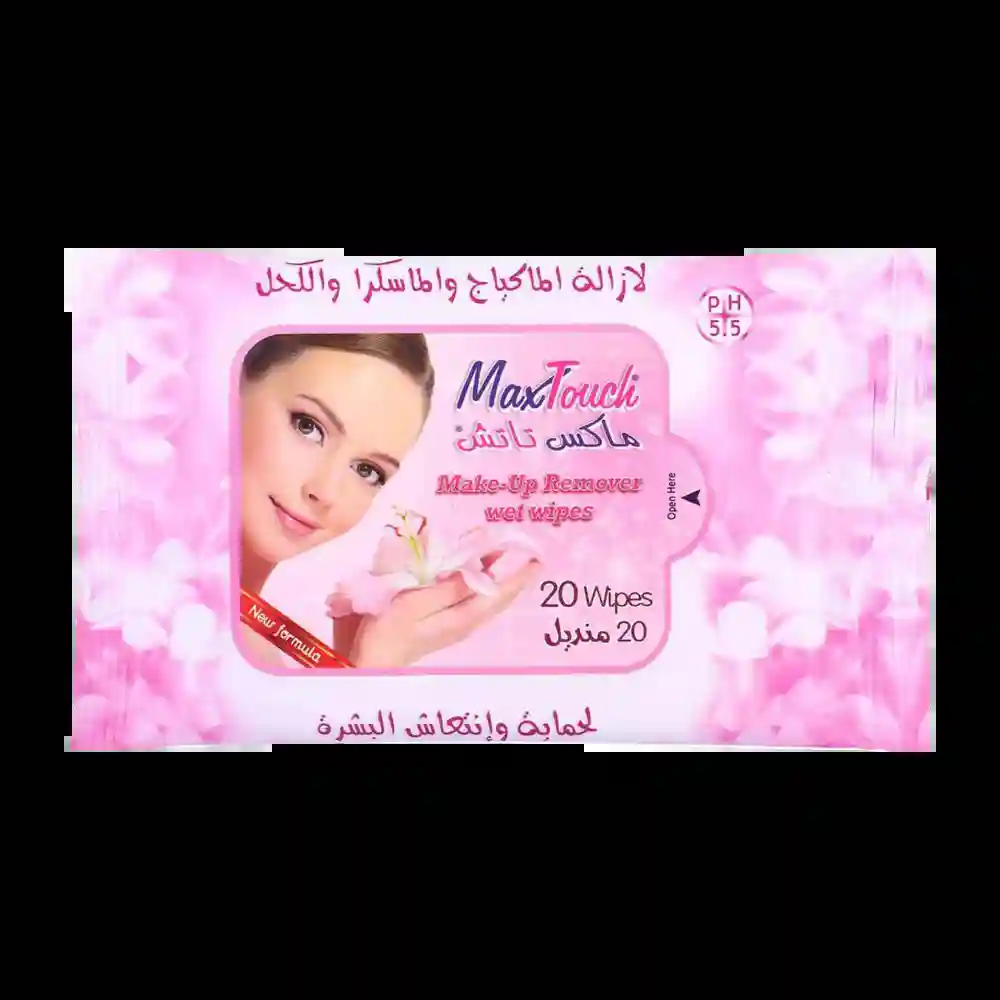 لازالة الماكياج والماسكرا والكحل
PH
5.5
MaxTouch
ماكس تاتش
Make-Up Remover
wet wipes
Open Here
20 Wipes
20 منديل
New formula
لحماية وإنتعاش البشرة